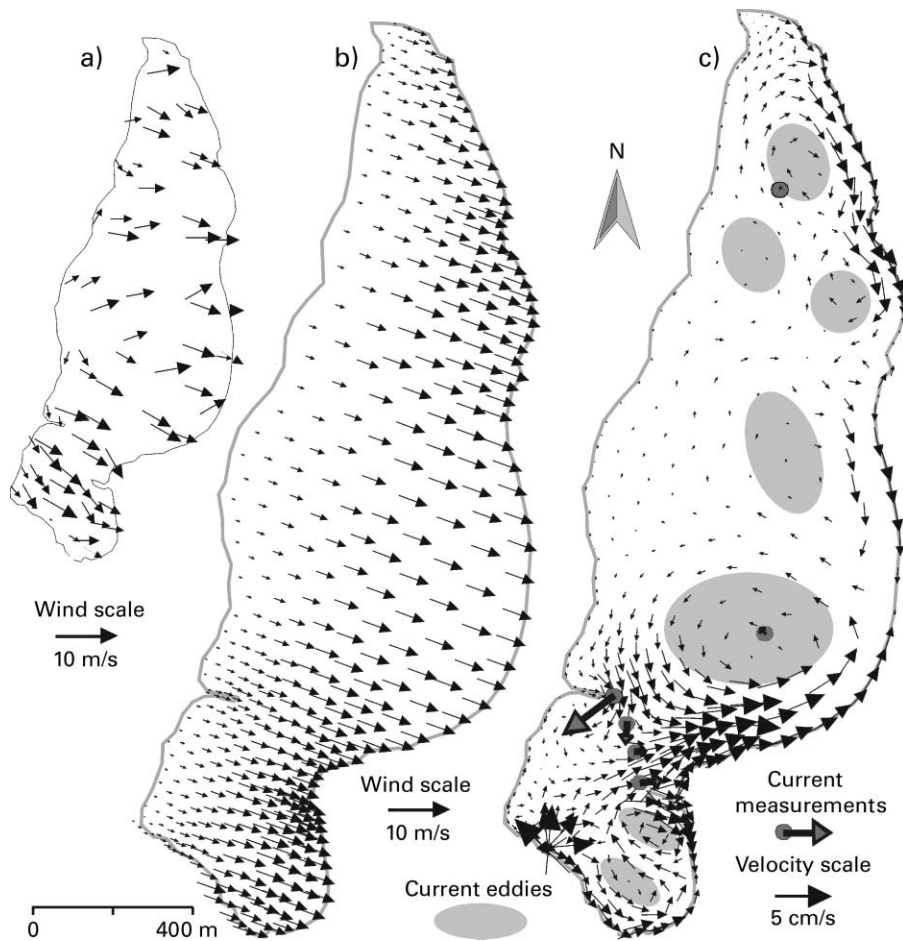 a)
b)
c)
N
Wind scale
10 m/s
Wind scale
10 m/s
Current
measurements
Velocity scale
5 cm/s
Current eddies
0 400 m